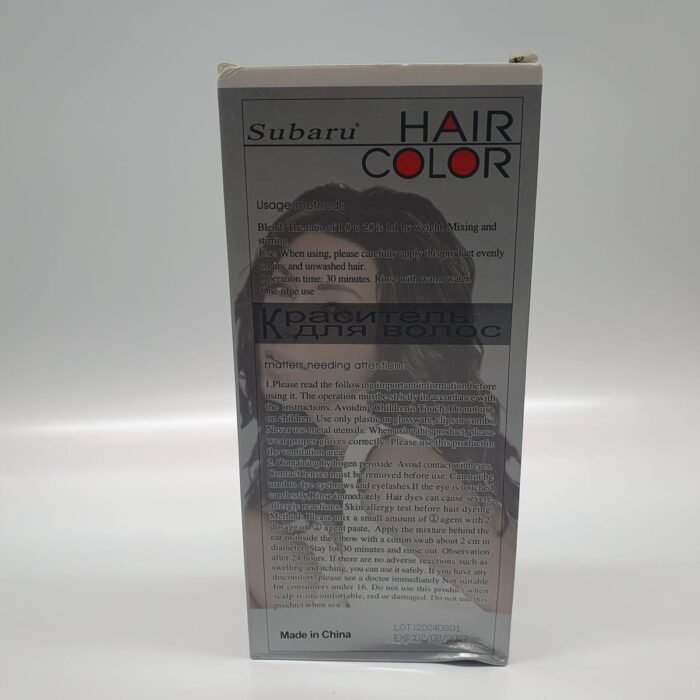 Subaru® HAIR
COLOR
Usage method:
Blend: The ratio of 1# to 2# is 1:1 by weight. Mixing and
stirring
Use: When using, please carefully apply this product evenly
on dry and unwashed hair.
Operation time: 30 minutes. Rinse with warm water.
One-time use
Краситель
для волос
matters needing attention:
1.Please read the following important information before
using it. The operation must be strictly in accordance with
the instructions. Avoiding Children's Touch, Do not use
on children. Use only plastic or glassware, clips or combs,
Never use metal utensils. When using this product, please
wear proper gloves correctly. Please use this product in
the ventilation area.
2. Containing hydrogen peroxide. Avoid contact with eyes.
Contact lenses must be removed before use. Can not be
used to dye eyebrows and eyelashes.If the eye is touched
carelessly, Rinse immediately. Hair dyes can cause severe
allergic reactions. Skin allergy test before hair dyeing
Method: Please mix a small amount of ① agent with 2
dosage of ② agent paste, Apply the mixture behind the
ear or inside the elbow with a cotton swab about 2 cm in
diameter. Stay for 30 minutes and rinse out. Observation
after 24 hours. If there are no adverse reactions such as
swelling and itching, you can use it safely. If you have any
discomfort please see a doctor immediately Not suitable
for consumers under 16. Do not use this product when
scalp is uncomfortable, red or damaged. Do not use this
product when sca
Made in China
LOT:20240801
EXP:02/08/2027